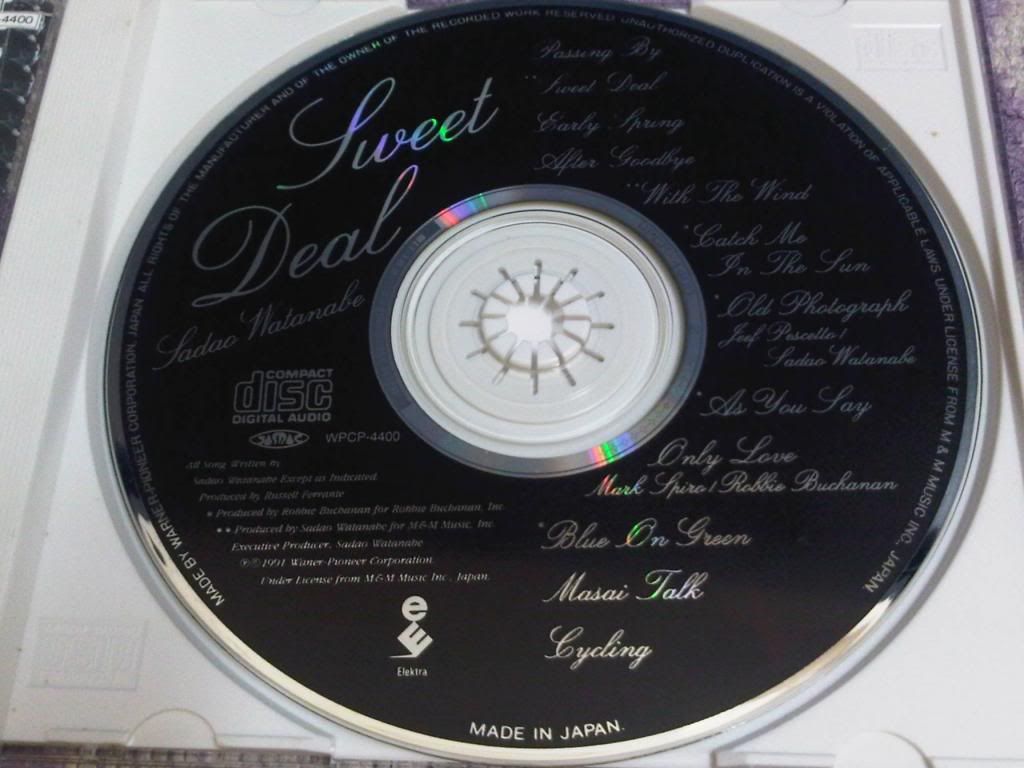 -4400
Sweet
Deal
Sadao Watanabe
COMPACT
disc
DIGITAL AUDIO
JASRAC WPCP-4400
All Song Written by
Sadao Watanabe Except as Indicated.
Produced by Russell Ferrante
* Produced by Robbie Buchanan for Robbie Buchanan, Inc.
** Produced by Sadao Watanabe for M&M Music, Inc.
Executive Producer, Sadao Watanabe
℗©1991 Waner-Pioneer Corporation.
Under License from M&M Music Inc., Japan.
e
E
Elektra
Passing By
**Sweet Deal
Early Spring
After Goodbye
**With The Wind
*Catch Me
In The Sun
*Old Photograph
Jeef Pescetto/
Sadao Watanabe
*As You Say
Only Love
Mark Spiro/Robbie Buchanan
*Blue On Green
Masai Talk
Cycling
MADE BY WARNER-PIONEER CORPORATION, JAPAN ALL RIGHTS OF THE MANUFACTURER AND OF THE OWNER OF THE RECORDED WORK RESERVED UNAUTHORIZED DUPLICATION IS A VIOLATION OF APPLICABLE LAWS UNDER LICENSE FROM M & M MUSIC INC., JAPAN
MADE IN JAPAN.
disc